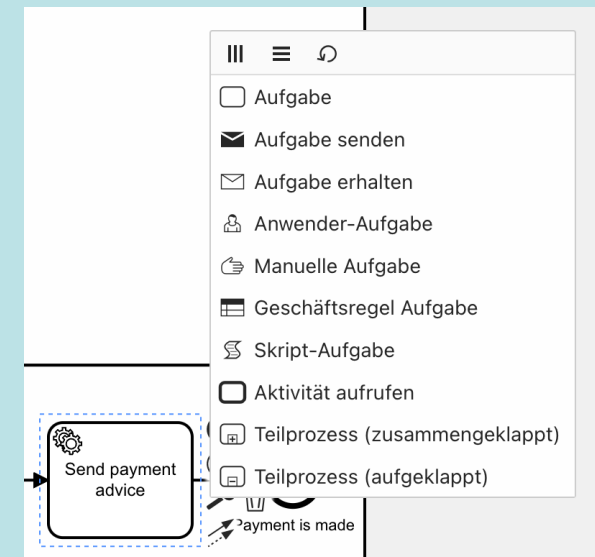 Aufgabe
Aufgabe senden
Aufgabe erhalten
Anwender-Aufgabe
Manuelle Aufgabe
Geschäftsregel Aufgabe
Skript-Aufgabe
Aktivität aufrufen
Teilprozess (zusammengeklappt)
Teilprozess (aufgeklappt)
Send payment
advice
Payment is made